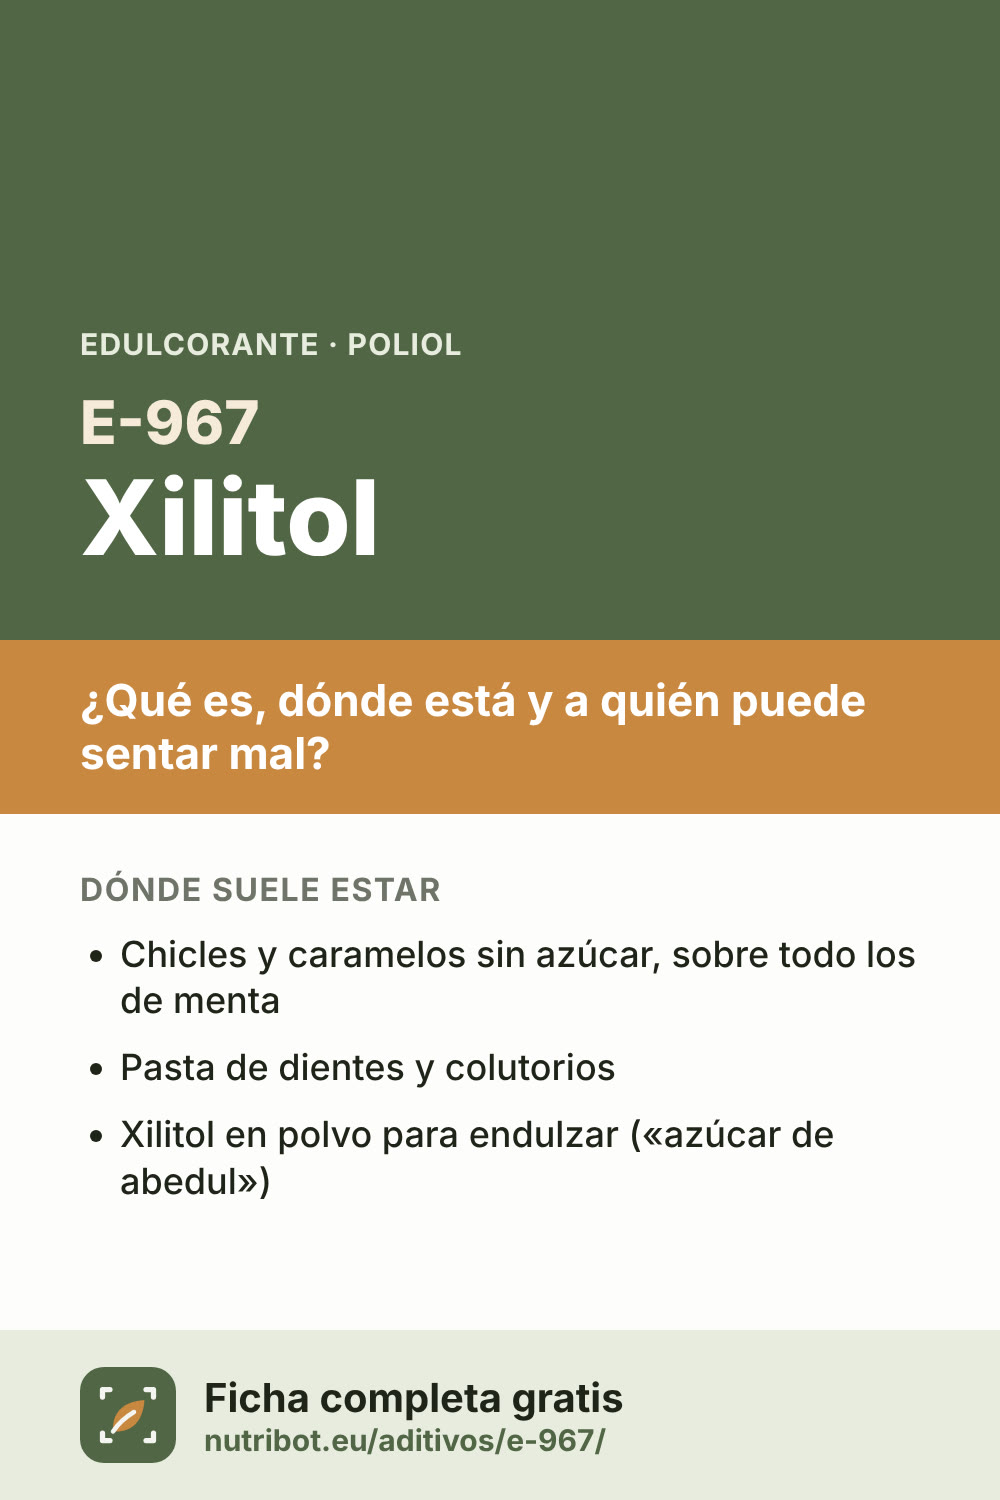 EDULCORANTE · POLIOL
E-967
Xilitol
¿Qué es, dónde está y a quién puede
sentar mal?
DÓNDE SUELE ESTAR
• Chicles y caramelos sin azúcar, sobre todo los
de menta
• Pasta de dientes y colutorios
• Xilitol en polvo para endulzar («azúcar de
abedul»)
Ficha completa gratis
nutribot.eu/aditivos/e-967/